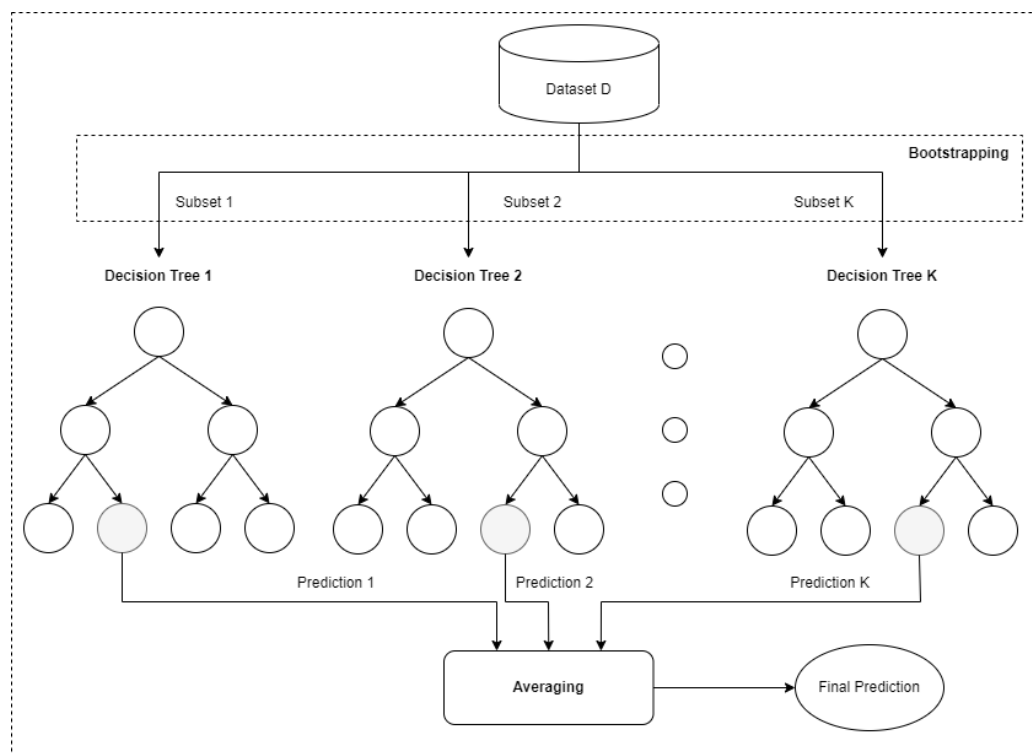 Dataset D
Bootstrapping
Subset 1
Subset 2
Subset K
Decision Tree 1
Decision Tree 2
Decision Tree K
Prediction 1
Prediction 2
Prediction K
Averaging
Final Prediction